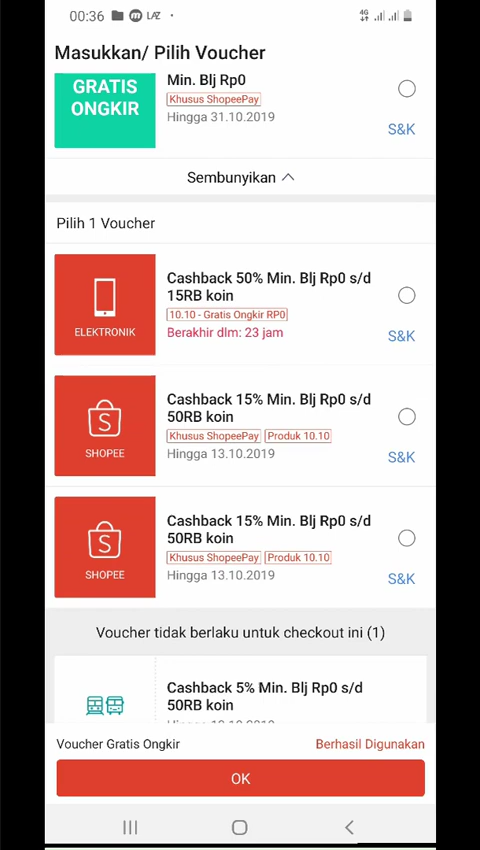 00:36 LAZ
4G
Masukkan/ Pilih Voucher
GRATIS
ONGKIR
Min. Blj Rp0
Khusus ShopeePay
Hingga 31.10.2019
S&K
Sembunyikan
Pilih 1 Voucher
ELEKTRONIK
Cashback 50% Min. Blj Rp0 s/d
15RB koin
10.10 - Gratis Ongkir RP0
Berakhir dlm: 23 jam
S&K
SHOPEE
Cashback 15% Min. Blj Rp0 s/d
50RB koin
Khusus ShopeePay Produk 10.10
Hingga 13.10.2019
S&K
SHOPEE
Cashback 15% Min. Blj Rp0 s/d
50RB koin
Khusus ShopeePay Produk 10.10
Hingga 13.10.2019
S&K
Voucher tidak berlaku untuk checkout ini (1)
Cashback 5% Min. Blj Rp0 s/d
50RB koin
Voucher Gratis Ongkir
Berhasil Digunakan
OK